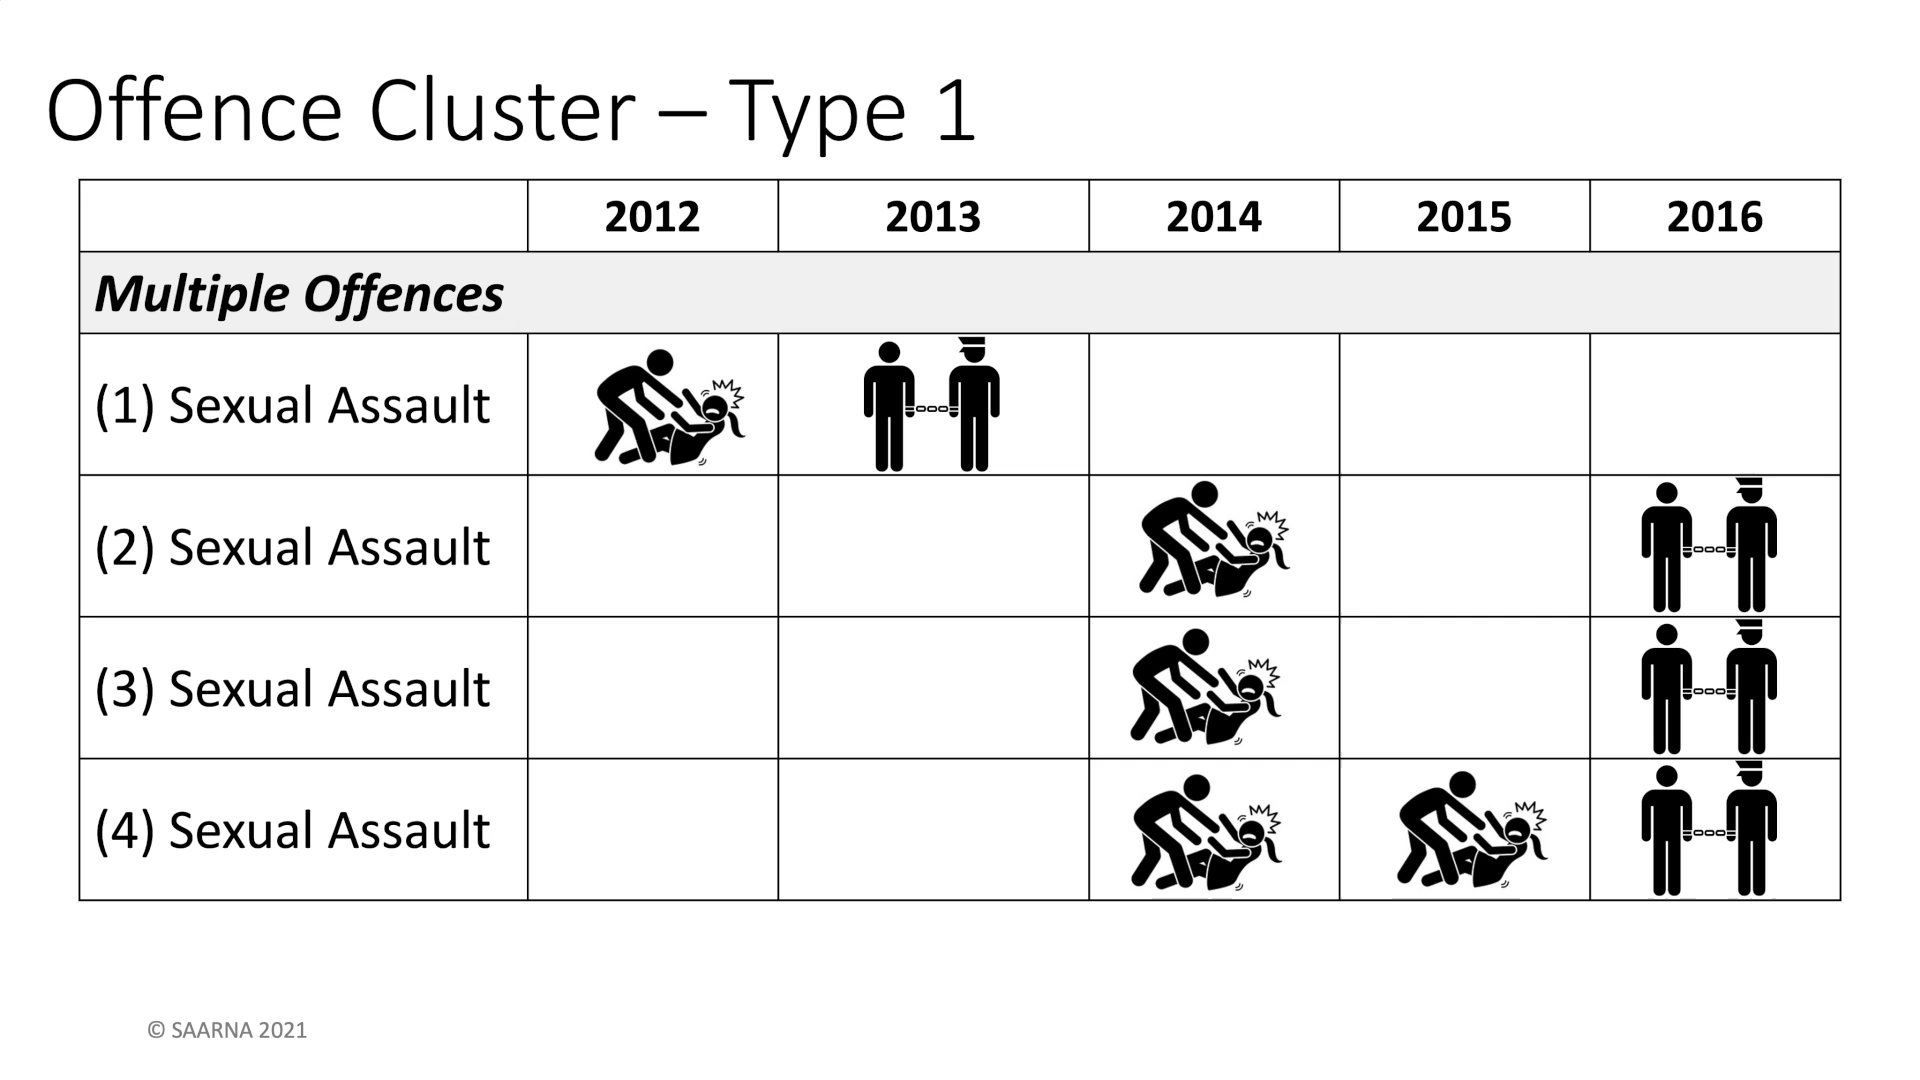 Offence Cluster – Type 1
2012 2013 2014 2015 2016
Multiple Offences
(1) Sexual Assault
(2) Sexual Assault
(3) Sexual Assault
(4) Sexual Assault
© SAARNA 2021